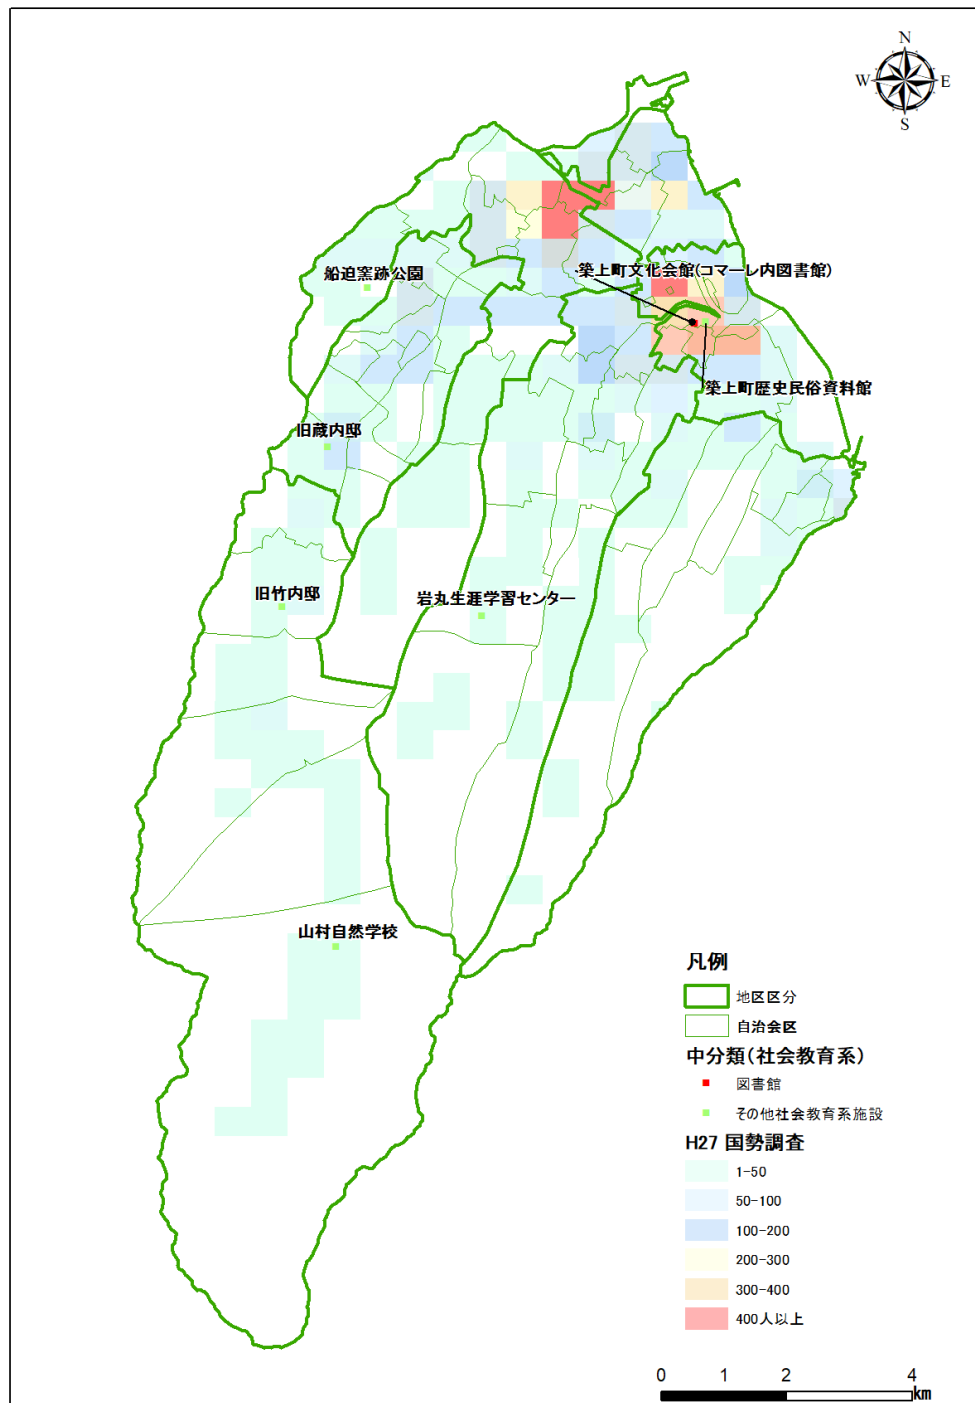 N
W E
S
船迫窯跡公園
築上町文化会館(コマーレ内図書館)
築上町歴史民俗資料館
旧蔵内邸
旧竹内邸
岩丸生涯学習センター
山村自然学校
凡例
地区区分
自治会区
中分類(社会教育系)
図書館
その他社会教育系施設
H27 国勢調査
1-50
50-100
100-200
200-300
300-400
400人以上
0 1 2 4
km